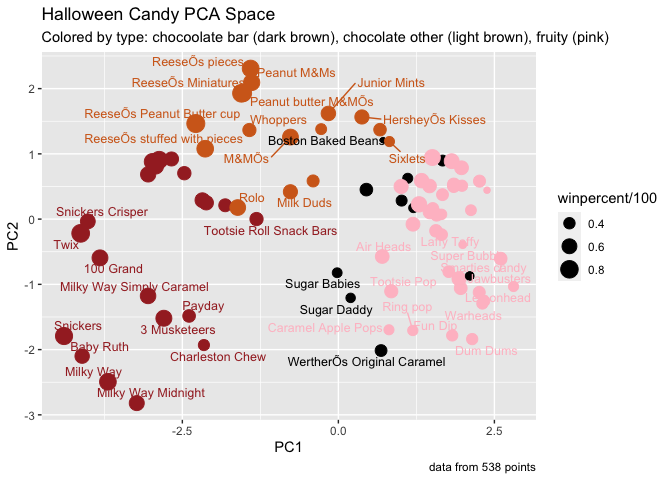 Halloween Candy PCA Space
Colored by type: chocoolate bar (dark brown), chocolate other (light brown), fruity (pink)
ReeseÕs pieces
Peanut M&Ms
ReeseÕs Miniatures
Junior Mints
Peanut butter M&MÕs
ReeseÕs Peanut Butter cup
Whoppers
HersheyÕs Kisses
ReeseÕs stuffed with pieces
Boston Baked Beans
M&MÕs
Sixlets
Rolo
Milk Duds
Snickers Crisper
Tootsie Roll Snack Bars
Twix
Air Heads
Laffy Taffy
Super Bubble
100 Grand
Smarties candy
Milky Way Simply Caramel
Sugar Babies
Tootsie Pop
Lemonhead
Payday
Sugar Daddy
Ring pop
Warheads
Snickers
3 Musketeers
Caramel Apple Pops
Fun Dip
Baby Ruth
Charleston Chew
WertherÕs Original Caramel
Dum Dums
Milky Way
Milky Way Midnight
2
1
0
-1
-2
-3
PC2
-2.5
0.0
2.5
PC1
winpercent/100
0.4
0.6
0.8
data from 538 points